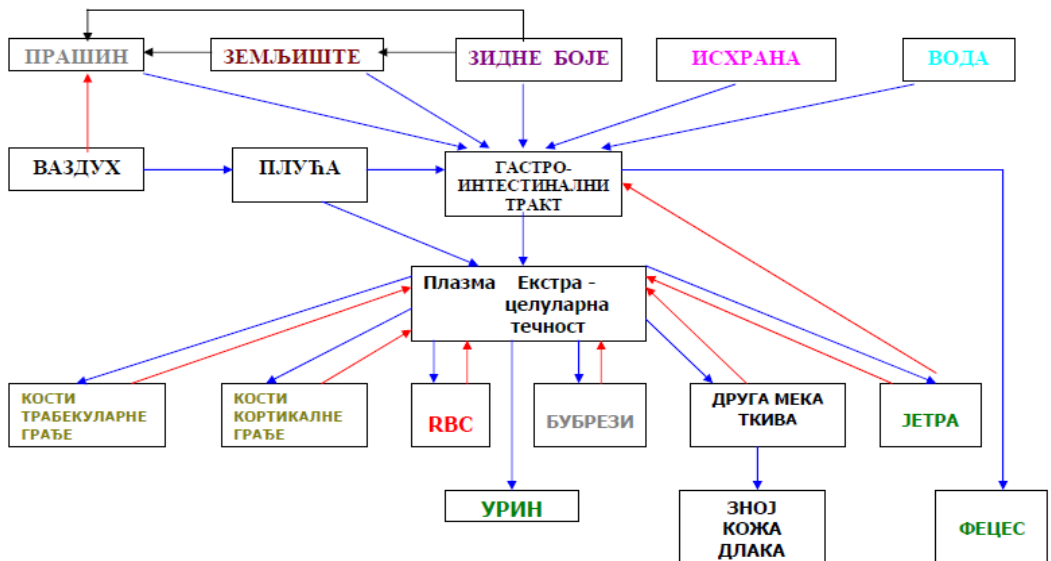 ПРАШИН
ЗЕМЉИШТЕ
ЗИДНЕ БОЈЕ
ИСХРАНА
ВОДА
ВАЗДУХ
ПЛУЋА
ГАСТРО-
ИНТЕСТИНАЛНИ
ТРАКТ
Плазма Екстра -
целуларна
течност
КОСТИ
ТРАБЕКУЛАРНЕ
ГРАЂЕ
КОСТИ
КОРТИКАЛНЕ
ГРАЂЕ
RBC
БУБРЕЗИ
ДРУГА МЕКА
ТКИВА
ЈЕТРА
УРИН
ЗНОЈ
КОЖА
ДЛАКА
ФЕЦЕС